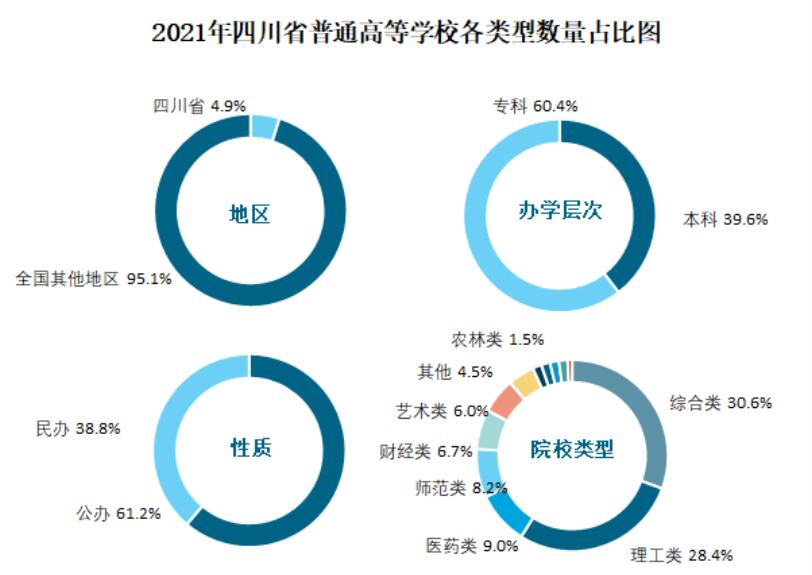 2021年四川省普通高等学校各类型数量占比图
四川省 4.9%
地区
全国其他地区 95.1%
专科 60.4%
办学层次
本科 39.6%
民办 38.8%
性质
公办 61.2%
农林类 1.5%
其他 4.5%
艺术类 6.0%
财经类 6.7%
师范类 8.2%
医药类 9.0%
院校类型
综合类 30.6%
理工类 28.4%